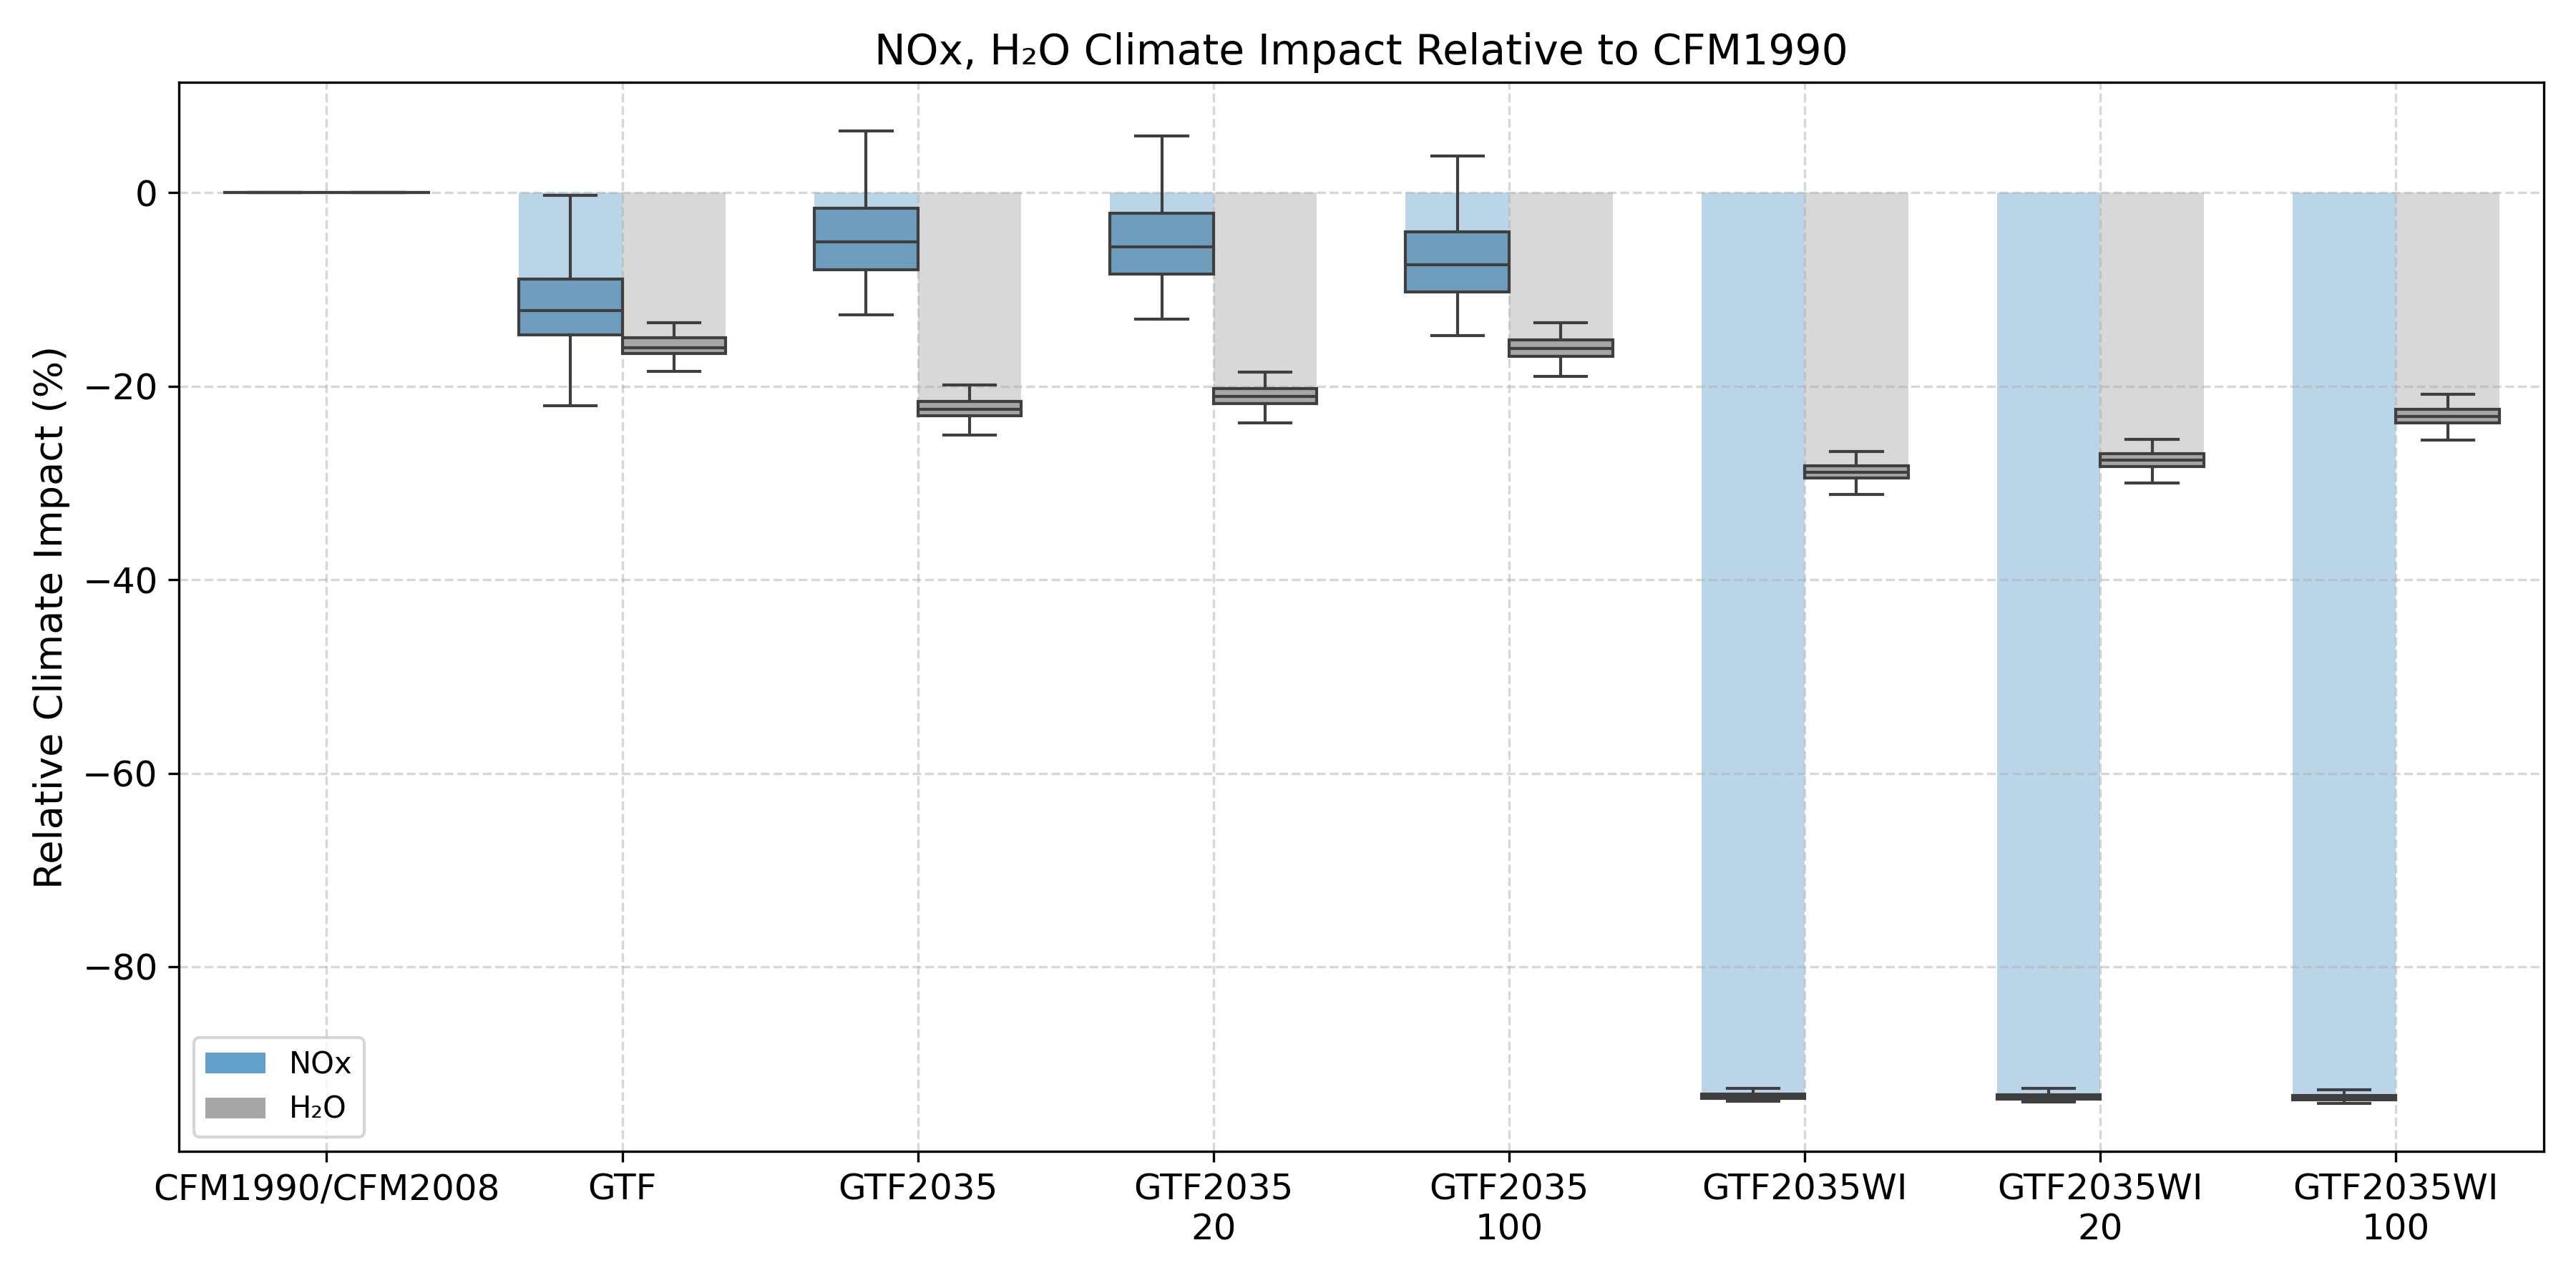 NOx, H₂O Climate Impact Relative to CFM1990
Relative Climate Impact (%)
0
−20
−40
−60
−80
NOx
H₂O
CFM1990/CFM2008
GTF
GTF2035
GTF2035
20
GTF2035
100
GTF2035WI
GTF2035WI
20
GTF2035WI
100